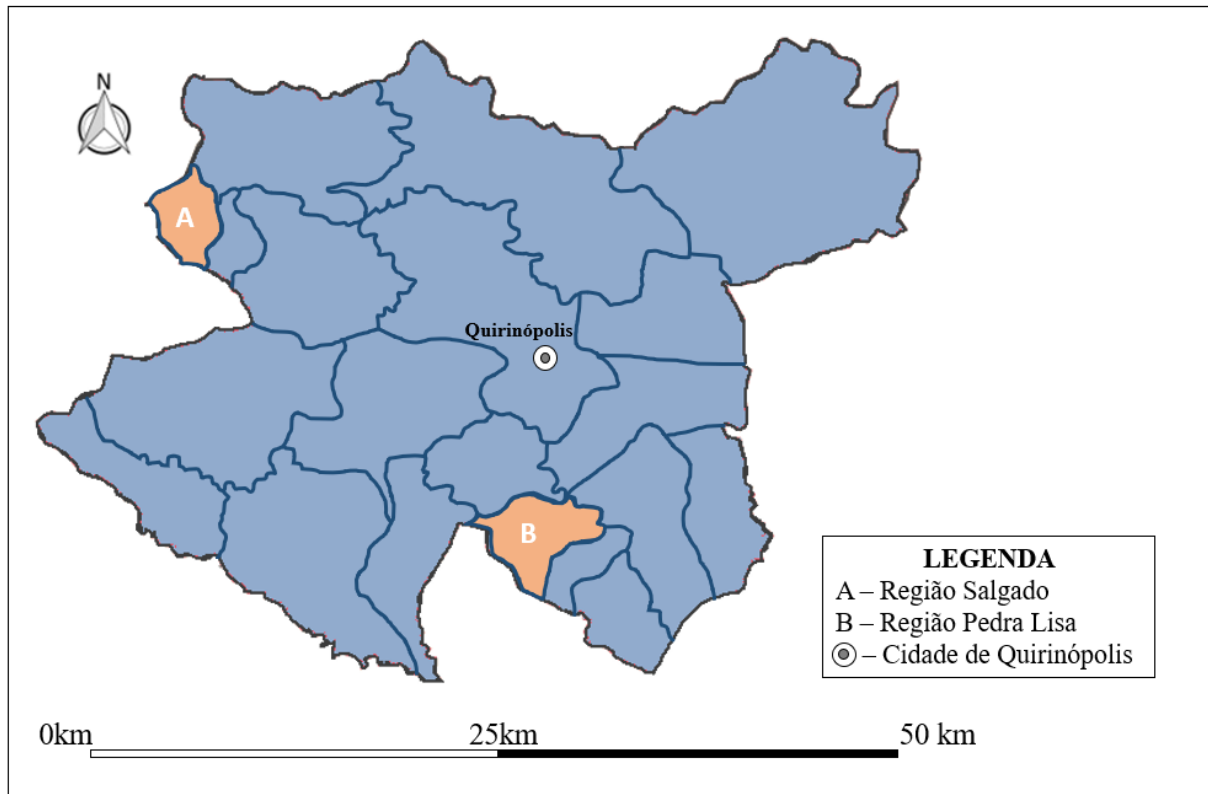 N
A
Quirinópolis
B
LEGENDA
A – Região Salgado
B – Região Pedra Lisa
– Cidade de Quirinópolis
0km 25km 50 km